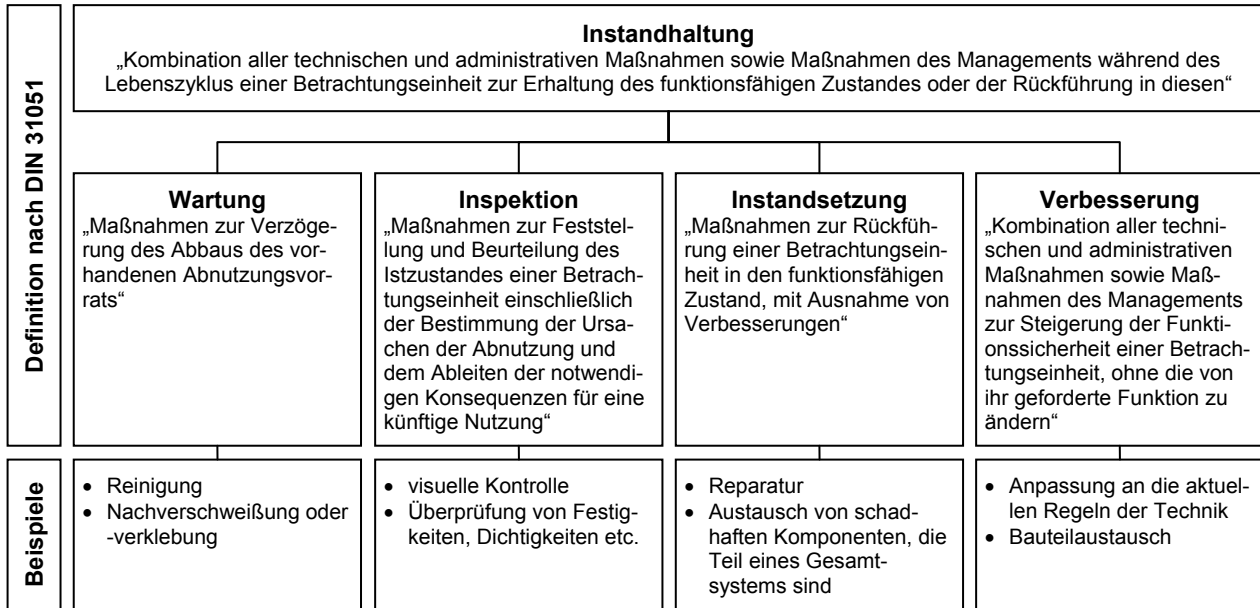 Definition nach DIN 31051
Instandhaltung
„Kombination aller technischen und administrativen Maßnahmen sowie Maßnahmen des Managements während des
Lebenszyklus einer Betrachtungseinheit zur Erhaltung des funktionsfähigen Zustandes oder der Rückführung in diesen“
Wartung
„Maßnahmen zur Verzöge-
rung des Abbaus des vor-
handenen Abnutzungsvor-
rats“
Inspektion
„Maßnahmen zur Feststel-
lung und Beurteilung des
Istzustandes einer Betrach-
tungseinheit einschließlich
der Bestimmung der Ursa-
chen der Abnutzung und
dem Ableiten der notwendi-
gen Konsequenzen für eine
künftige Nutzung“
Instandsetzung
„Maßnahmen zur Rückfüh-
rung einer Betrachtungsein-
heit in den funktionsfähigen
Zustand, mit Ausnahme von
Verbesserungen“
Verbesserung
„Kombination aller techni-
schen und administrativen
Maßnahmen sowie Maß-
nahmen des Managements
zur Steigerung der Funkti-
onssicherheit einer Betrach-
tungseinheit, ohne die von
ihr geforderte Funktion zu
ändern“
Beispiele
• Reinigung
• Nachverschweißung oder
-verklebung
• visuelle Kontrolle
• Überprüfung von Festig-
keiten, Dichtigkeiten etc.
• Reparatur
• Austausch von schad-
haften Komponenten, die
Teil eines Gesamt-
systems sind
• Anpassung an die aktuel-
len Regeln der Technik
• Bauteilaustausch